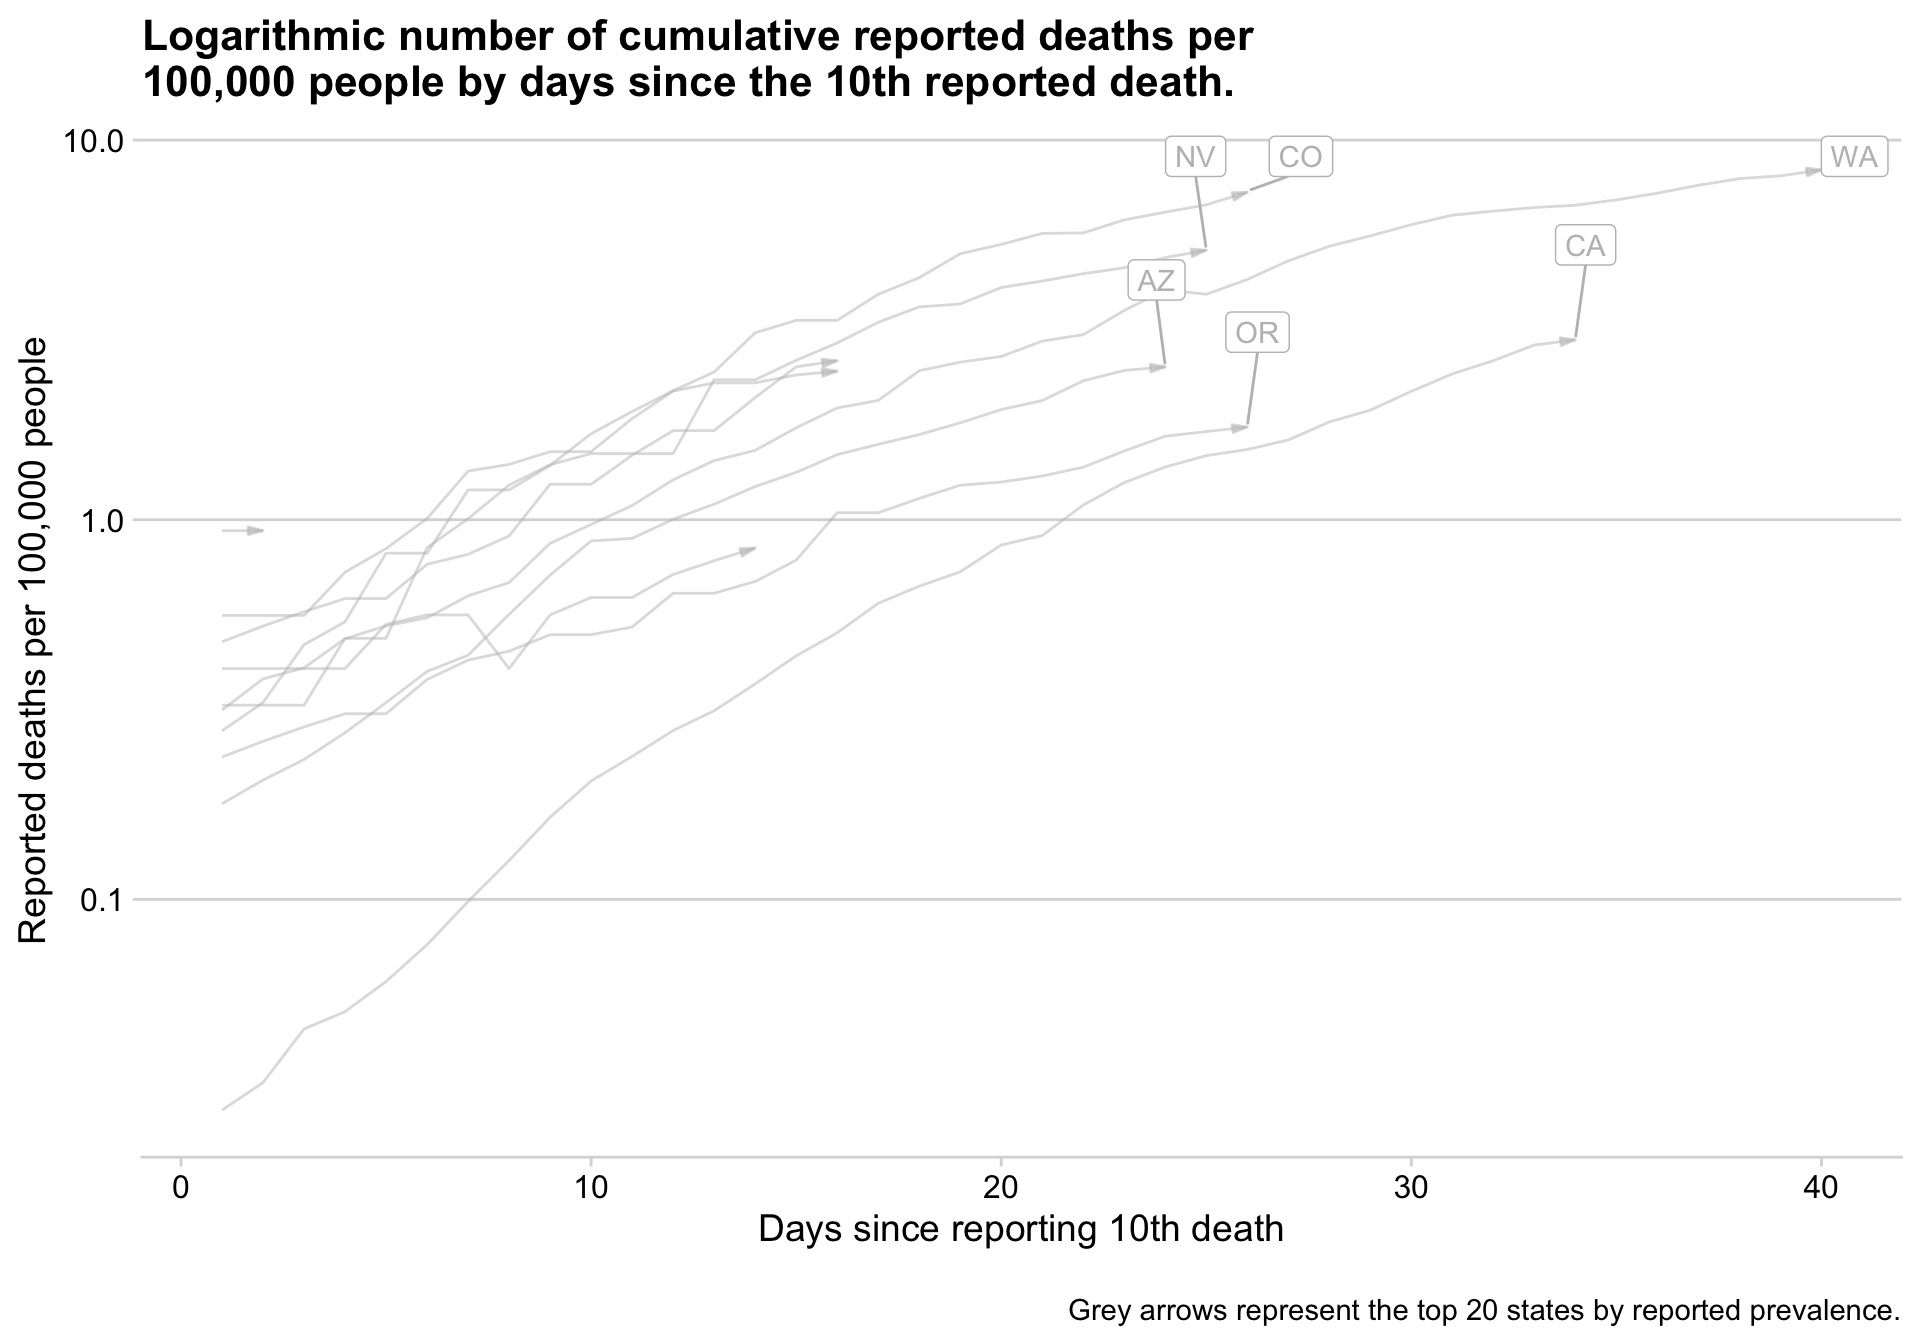 Logarithmic number of cumulative reported deaths per
100,000 people by days since the 10th reported death.
10.0
NV
CO
WA
CA
AZ
OR
1.0
0.1
Reported deaths per 100,000 people
0
10
20
30
40
Days since reporting 10th death
Grey arrows represent the top 20 states by reported prevalence.